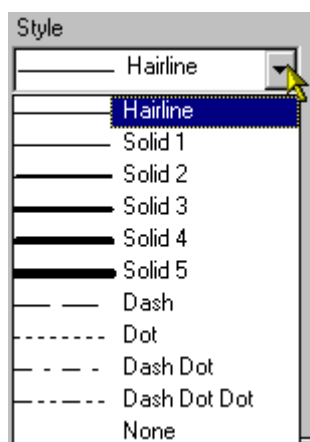 Style
Hairline
Hairline
Solid 1
Solid 2
Solid 3
Solid 4
Solid 5
Dash
Dot
Dash Dot
Dash Dot Dot
None